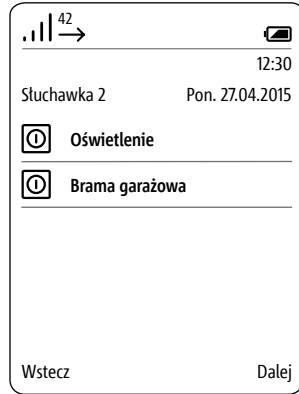 42
12:30
Słuchawka 2 Pon. 27.04.2015
Oświetlenie
Brama garażowa
Wstecz Dalej